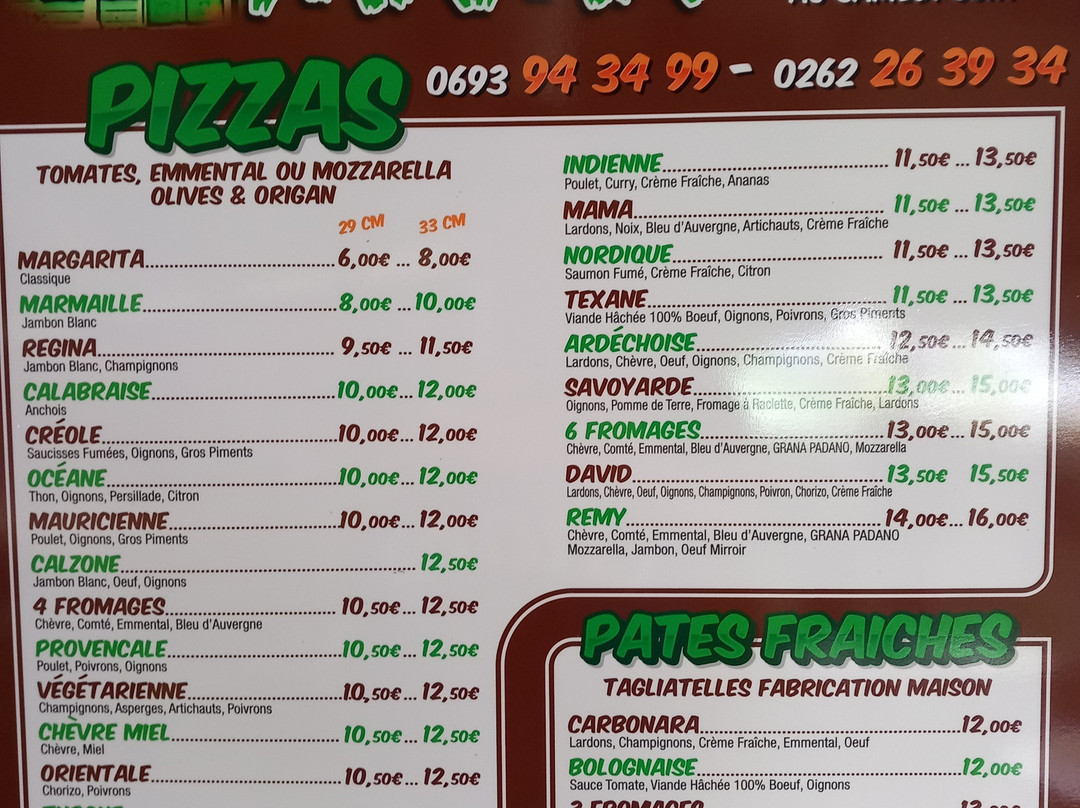 0693 94 34 99 - 0262 26 39 34
PIZZAS
TOMATES, EMMENTAL OU MOZZARELLA
OLIVES & ORIGAN
29 CM 33 CM
MARGARITA 6,00€ ... 8,00€
Classique
MARMAILLE 8,00€ ... 10,00€
Jambon Blanc
REGINA 9,50€ ... 11,50€
Jambon Blanc, Champignons
CALABRAISE 10,00€ ... 12,00€
Anchois
CRÉOLE 10,00€ ... 12,00€
Saucisses Fumées, Oignons, Gros Piments
OCÉANE 10,00€ ... 12,00€
Thon, Oignons, Persillade, Citron
MAURICIENNE 10,00€ ... 12,00€
Poulet, Oignons, Gros Piments
CALZONE 12,50€
Jambon Blanc, Oeuf, Oignons
4 FROMAGES 10,50€ ... 12,50€
Chèvre, Comté, Emmental, Bleu d'Auvergne
PROVENCALE 10,50€ ... 12,50€
Poulet, Poivrons, Oignons
VÉGÉTARIENNE 10,50€ ... 12,50€
Champignons, Asperges, Artichauts, Poivrons
CHÈVRE MIEL 10,50€ ... 12,50€
Chèvre, Miel
ORIENTALE 10,50€ ... 12,50€
Chorizo, Poivrons
INDIENNE 11,50€ ... 13,50€
Poulet, Curry, Crème Fraîche, Ananas
MAMA 11,50€ ... 13,50€
Lardons, Noix, Bleu d'Auvergne, Artichauts, Crème Fraîche
NORDIQUE 11,50€ ... 13,50€
Saumon Fumé, Crème Fraîche, Citron
TEXANE 11,50€ ... 13,50€
Viande Hâchée 100% Boeuf, Oignons, Poivrons, Gros Piments
ARDÉCHOISE 12,50€ ... 14,50€
Lardons, Chèvre, Oeuf, Oignons, Champignons, Crème Fraîche
SAVOYARDE 13,00€ ... 15,00€
Oignons, Pomme de Terre, Fromage à Raclette, Crème Fraîche, Lardons
6 FROMAGES 13,00€ ... 15,00€
Chèvre, Comté, Emmental, Bleu d'Auvergne, GRANA PADANO, Mozzarella
DAVID 13,50€ 15,50€
Lardons, Chèvre, Oeuf, Oignons, Champignons, Poivron, Chorizo, Crème Fraîche
REMY 14,00€ ... 16,00€
Chèvre, Comté, Emmental, Bleu d'Auvergne, GRANA PADANO
Mozzarella, Jambon, Oeuf Mirroir
PATES FRAICHES
TAGLIATELLES FABRICATION MAISON
CARBONARA 12,00€
Lardons, Champignons, Crème Fraîche, Emmental, Oeuf
BOLOGNAISE 12,00€
Sauce Tomate, Viande Hâchée 100% Boeuf, Oignons
FROMAGES